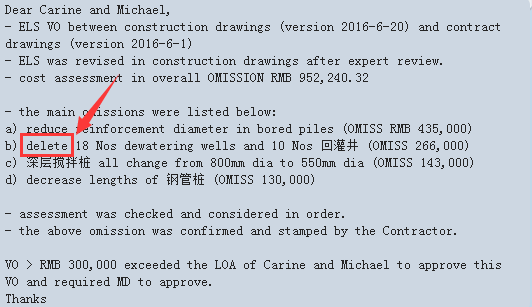 Dear Carine and Michael,
- ELS VO between construction drawings (version 2016-6-20) and contract
drawings (version 2016-6-1)
- ELS was revised in construction drawings after expert review.
- cost assessment in overall OMISSION RMB 952,240.32
- the main omissions were listed below:
a) reduce reinforcement diameter in bored piles (OMISS RMB 435,000)
b) delete 18 Nos dewatering wells and 10 Nos 回灌井 (OMISS 266,000)
c) 深层搅拌桩 all change from 800mm dia to 550mm dia (OMISS 143,000)
d) decrease lengths of 钢管桩 (OMISS 130,000)
- assessment was checked and considered in order.
- the above omission was confirmed and stamped by the Contractor.
VO > RMB 300,000 exceeded the LOA of Carine and Michael to approve this
VO and required MD to approve.
Thanks